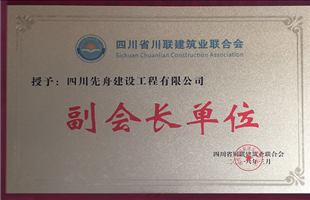 四川省川联建筑业联合会
Sichuan Chuanlian Construction Association
授予：四川先舟建设工程有限公司
副会长单位
四川省川联建筑业联合会